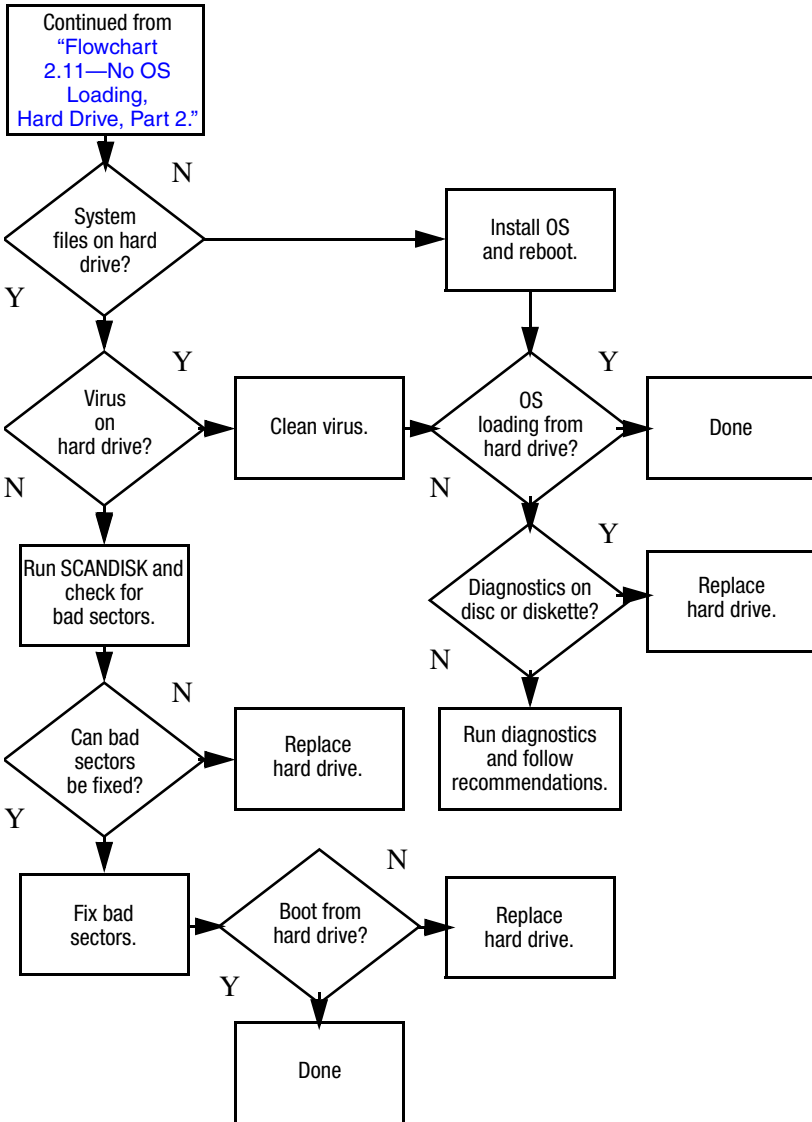 Continued from
“Flowchart
2.11—No OS
Loading,
Hard Drive, Part 2.”
N
System
files on hard
drive?
Install OS
and reboot.
Y
Y
Y
Virus
on
hard drive?
Clean virus.
OS
loading from
hard drive?
Done
N
N
Run SCANDISK and
check for
bad sectors.
Y
Diagnostics on
disc or diskette?
Replace
hard drive.
N
N
Can bad
sectors
be fixed?
Replace
hard drive.
Run diagnostics
and follow
recommendations.
Y
N
Fix bad
sectors.
Boot from
hard drive?
Replace
hard drive.
Y
Done